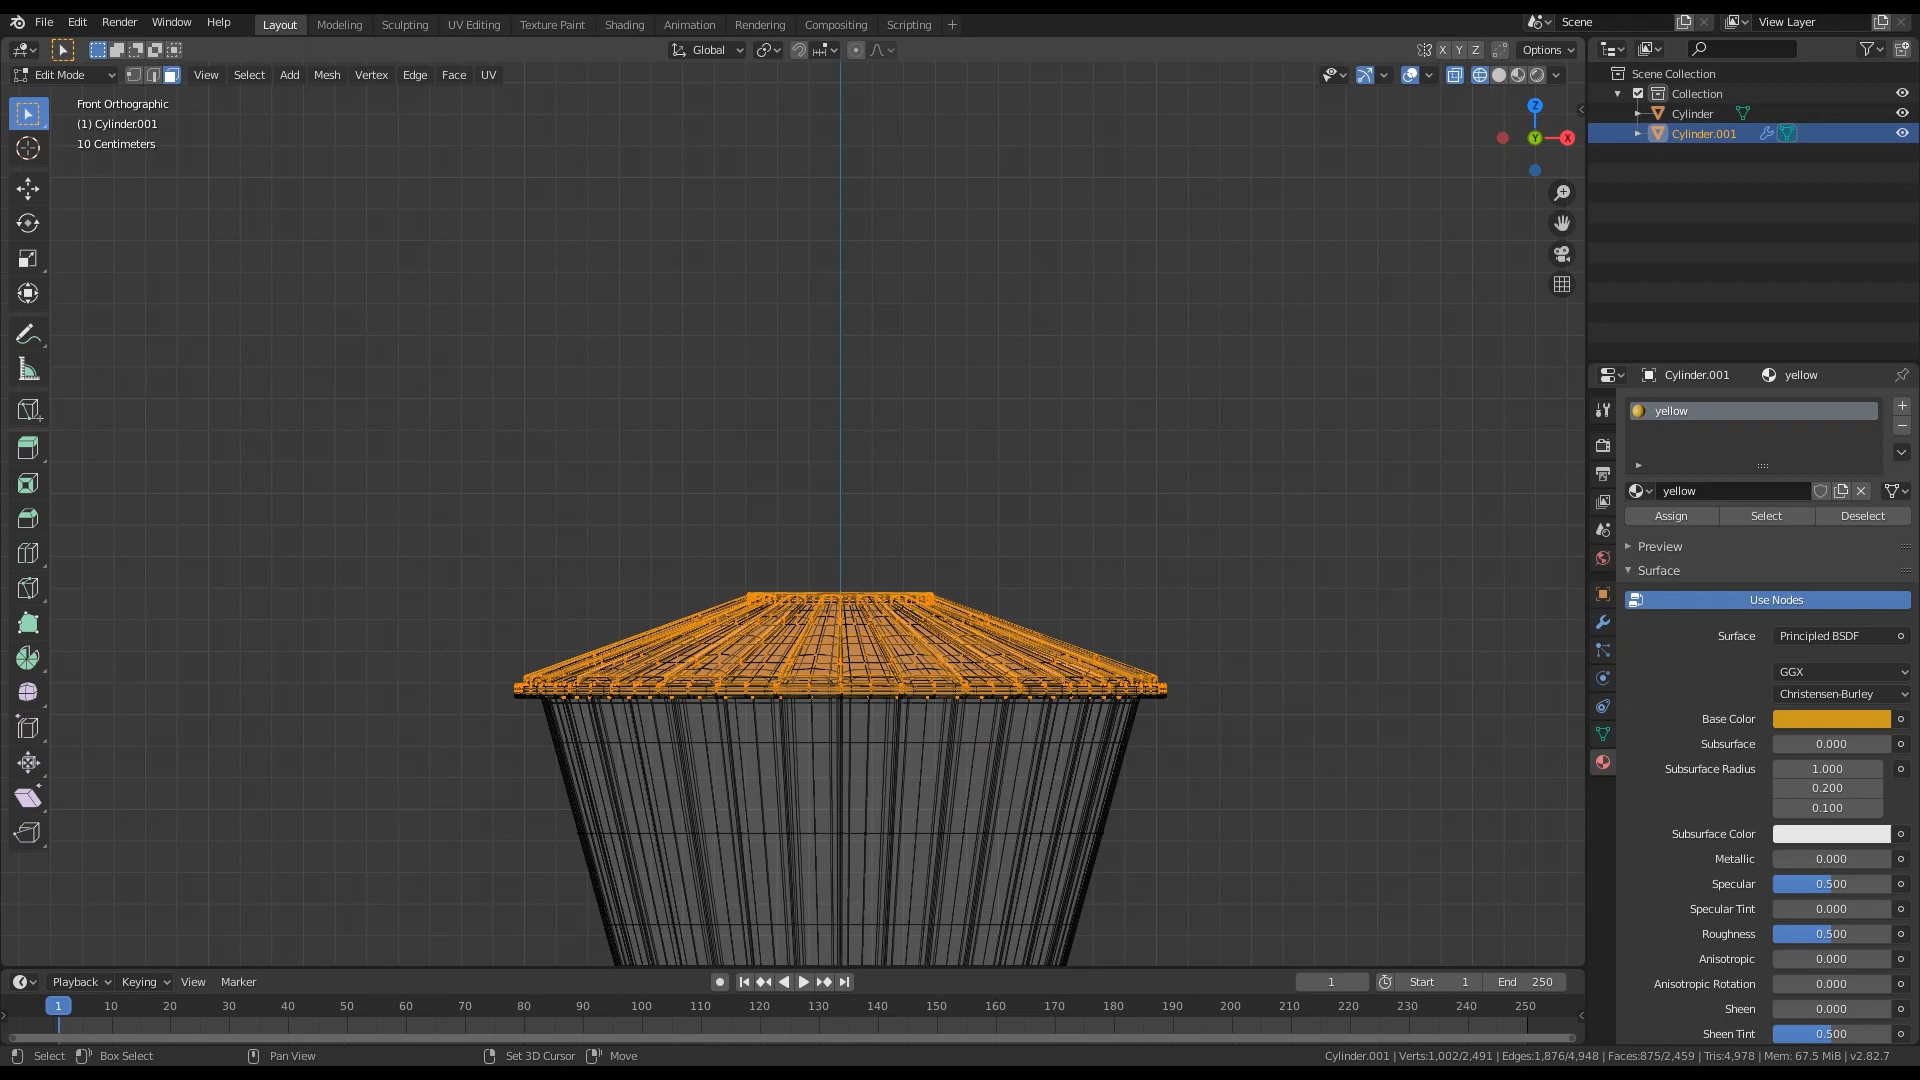 File Edit Render Window Help Layout Modeling Sculpting UV Editing Texture Paint Shading Animation Rendering Compositing Scripting + Scene View Layer
Global X Y Z Options
Edit Mode View Select Add Mesh Vertex Edge Face UV
Front Orthographic
(1) Cylinder.001
10 Centimeters
Z
Y
X
Scene Collection
Collection
Cylinder
Cylinder.001
Cylinder.001 yellow
yellow
yellow
Assign Select Deselect
Preview
Surface
Use Nodes
Surface Principled BSDF
GGX
Christensen-Burley
Base Color
Subsurface 0.000
Subsurface Radius 1.000
0.200
0.100
Subsurface Color
Metallic 0.000
Specular 0.500
Specular Tint 0.000
Roughness 0.500
Anisotropic 0.000
Anisotropic Rotation 0.000
Sheen 0.000
Sheen Tint 0.500
Playback Keying View Marker 1 Start 1 End 250
1 10 20 30 40 50 60 70 80 90 100 110 120 130 140 150 160 170 180 190 200 210 220 230 240 250
Select Box Select Pan View Set 3D Cursor Move Cylinder.001 | Verts:1,002/2,491 | Edges:1,876/4,948 | Faces:875/2,459 | Tris:4,978 | Mem: 67.5 MiB | v2.82.7